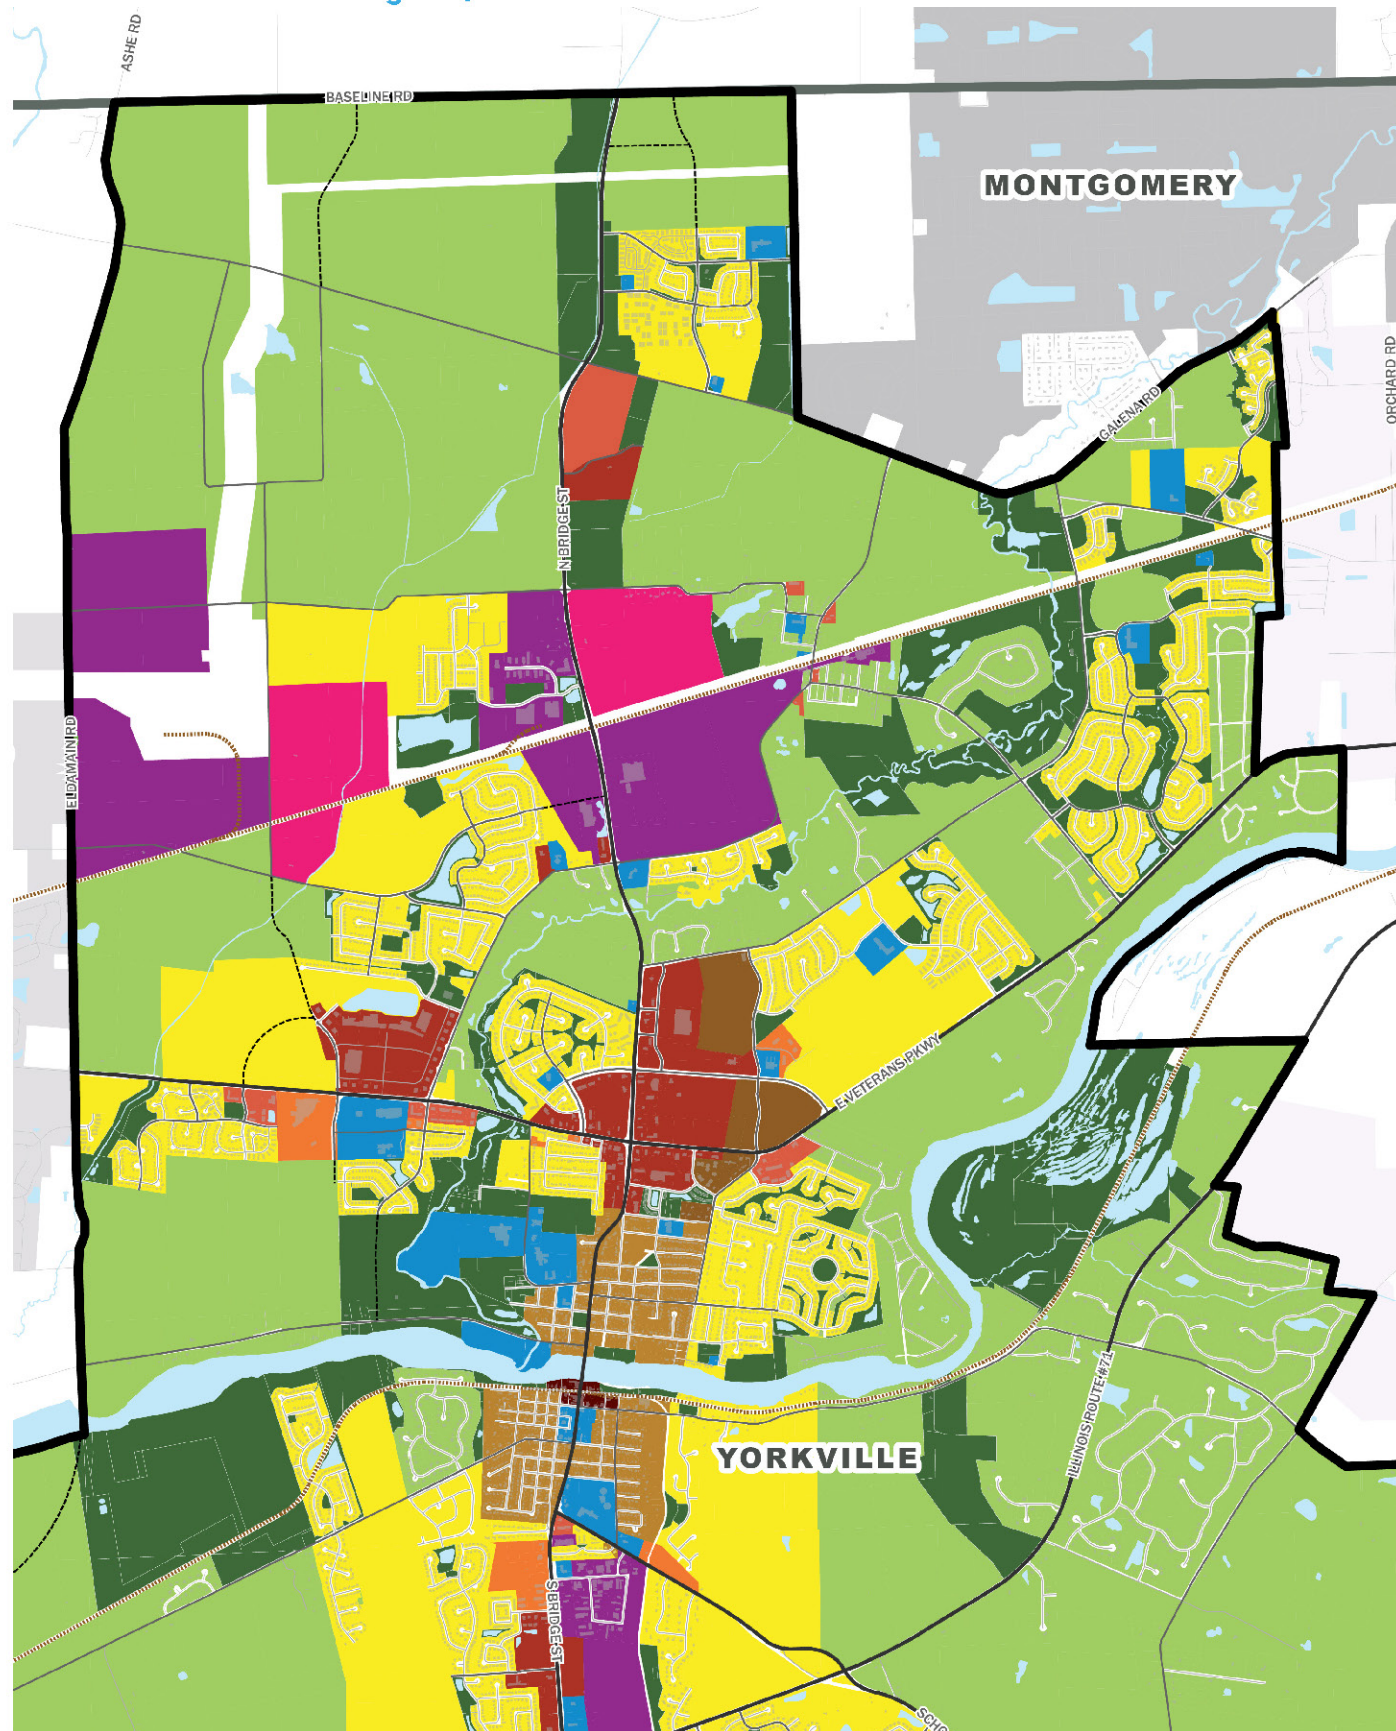 ASHE RD
BASELINE RD
MONTGOMERY
ORCHARD RD
GALENA RD
N BRIDGE ST
ELDAMAIN RD
E VETERANS PKWY
ILLINOIS ROUTE #71
YORKVILLE
S BRIDGE ST